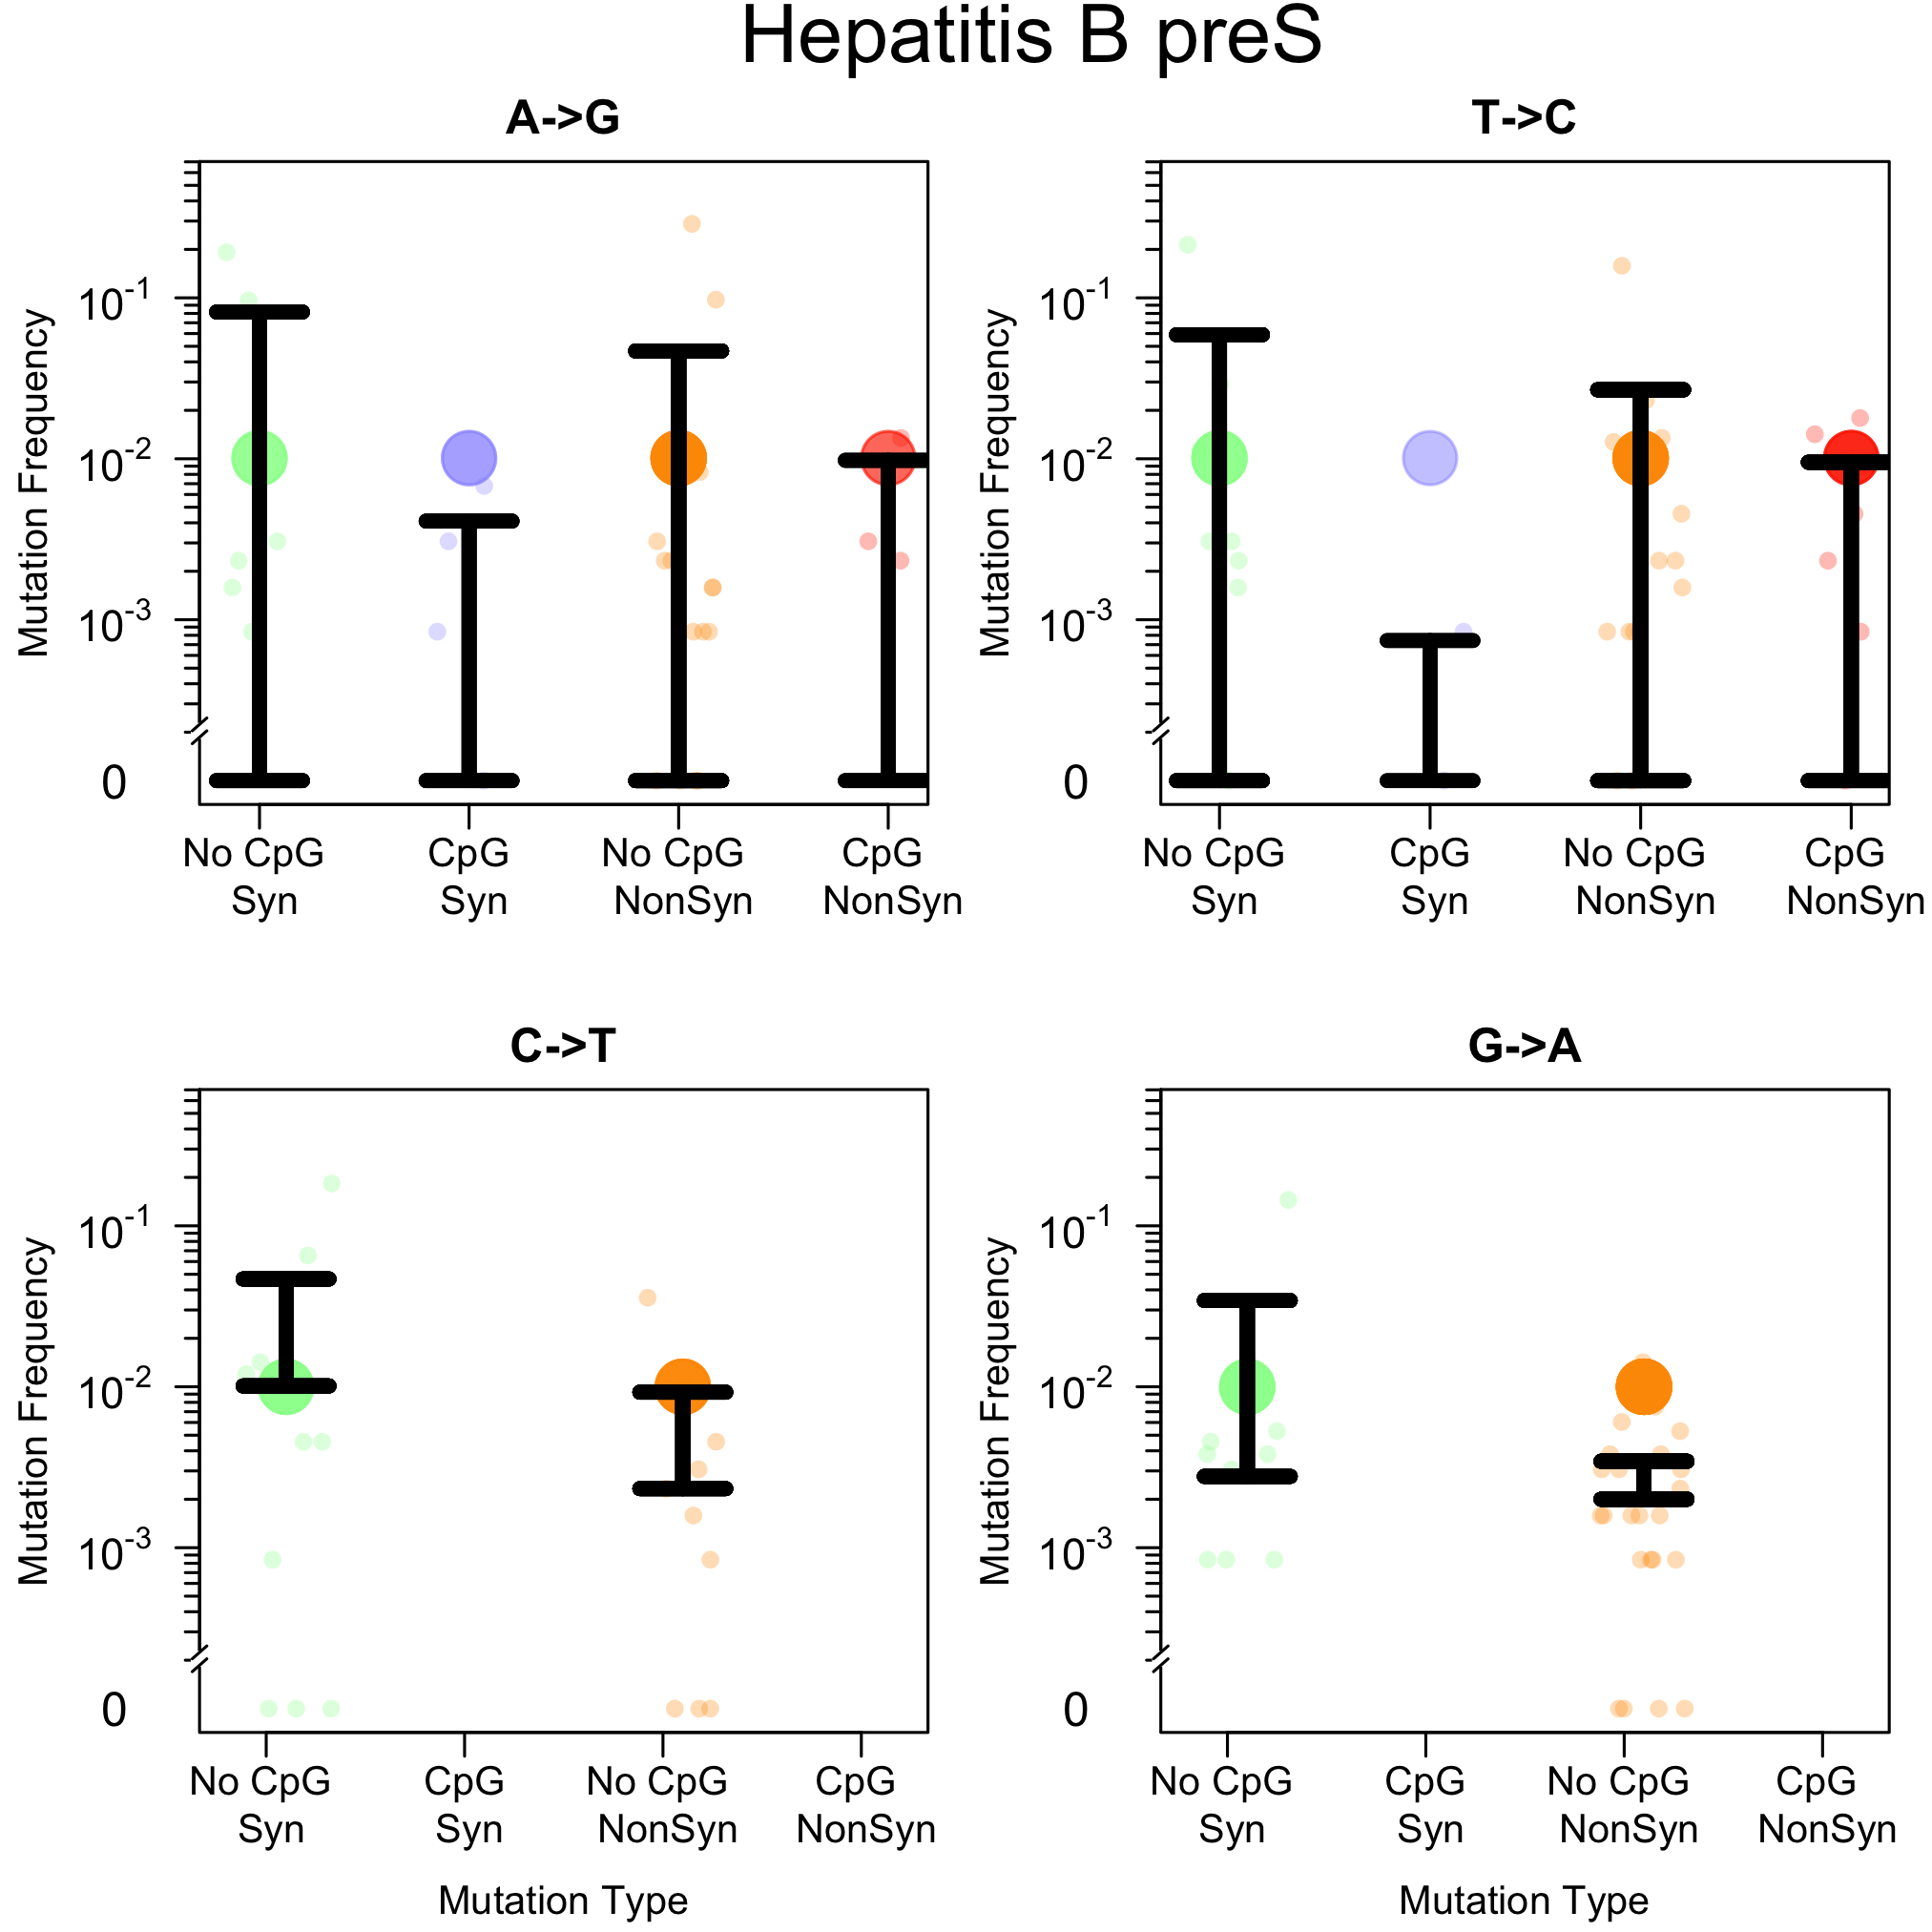 Hepatitis B preS
A->G
T->C
Mutation Frequency
10-1
10-2
10-3
0
No CpG CpG No CpG CpG
Syn Syn NonSyn NonSyn
Mutation Frequency
10-1
10-2
10-3
0
No CpG CpG No CpG CpG
Syn Syn NonSyn NonSyn
C->T
G->A
Mutation Frequency
10-1
10-2
10-3
0
No CpG CpG No CpG CpG
Syn Syn NonSyn NonSyn
Mutation Type
Mutation Frequency
10-1
10-2
10-3
0
No CpG CpG No CpG CpG
Syn Syn NonSyn NonSyn
Mutation Type